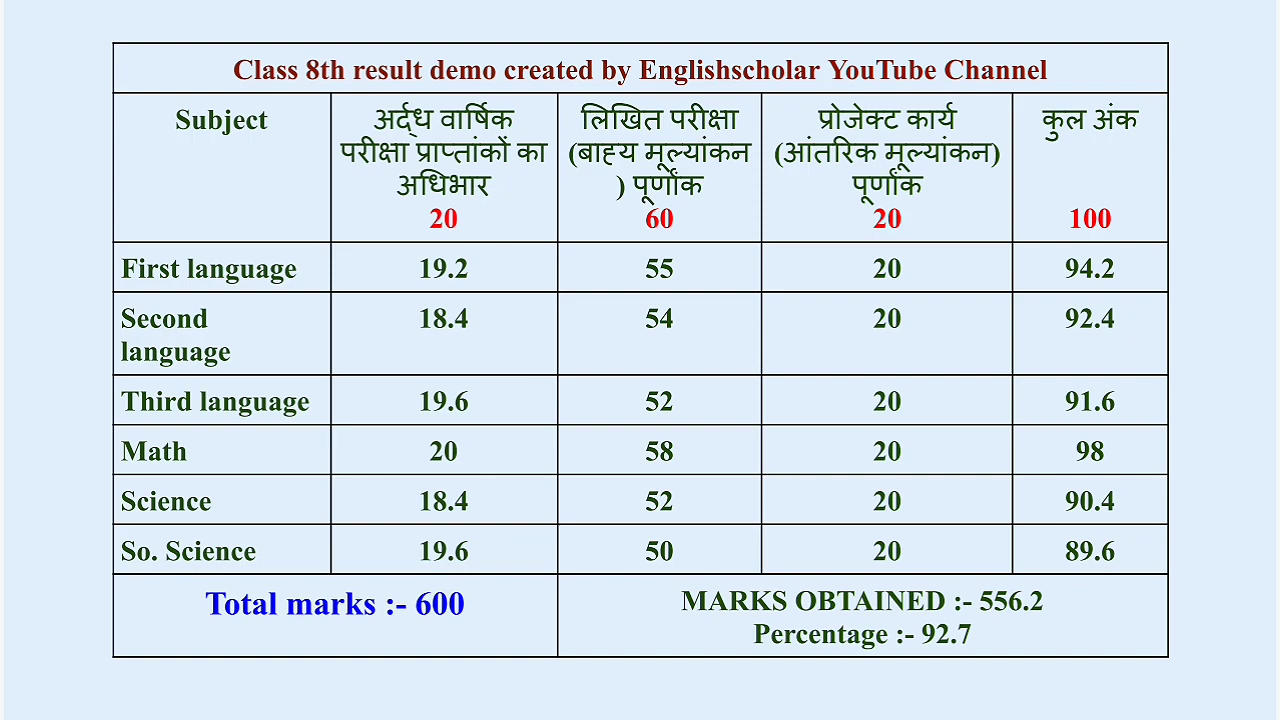 Class 8th result demo created by Englishscholar YouTube Channel
Subject
अर्द्ध वार्षिक
परीक्षा प्राप्तांकों का
अधिभार
20
लिखित परीक्षा
(बाह्य मूल्यांकन
) पूर्णांक
60
प्रोजेक्ट कार्य
(आंतरिक मूल्यांकन)
पूर्णांक
20
कुल अंक
100
First language 19.2 55 20 94.2
Second
language
18.4 54 20 92.4
Third language 19.6 52 20 91.6
Math 20 58 20 98
Science 18.4 52 20 90.4
So. Science 19.6 50 20 89.6
Total marks :- 600
MARKS OBTAINED :- 556.2
Percentage :- 92.7